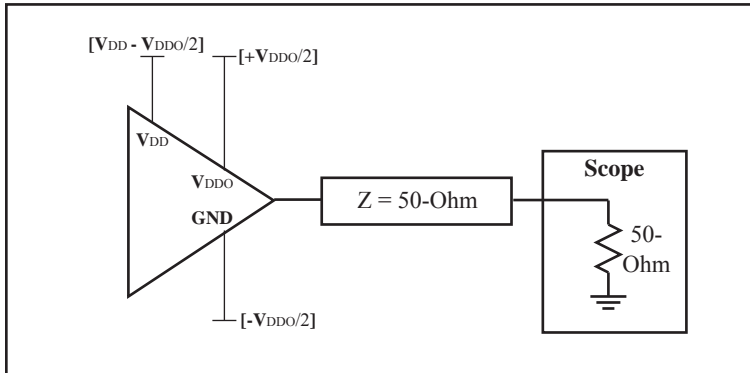 [VDD - VDDO/2]
[+VDDO/2]
VDD
VDDO
GND
Z = 50-Ohm
Scope
50-
Ohm
[-VDDO/2]